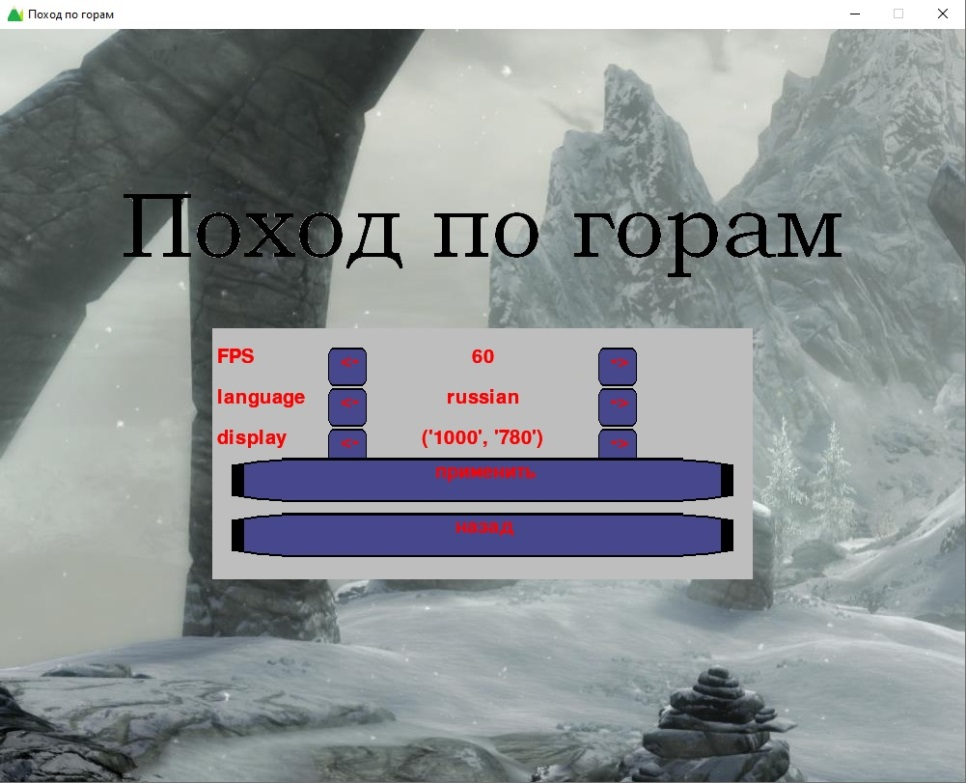 Поход по горам
Поход по горам
FPS <- 60 ->
language <- russian ->
display <- ('1000', '780') ->
применить
назад